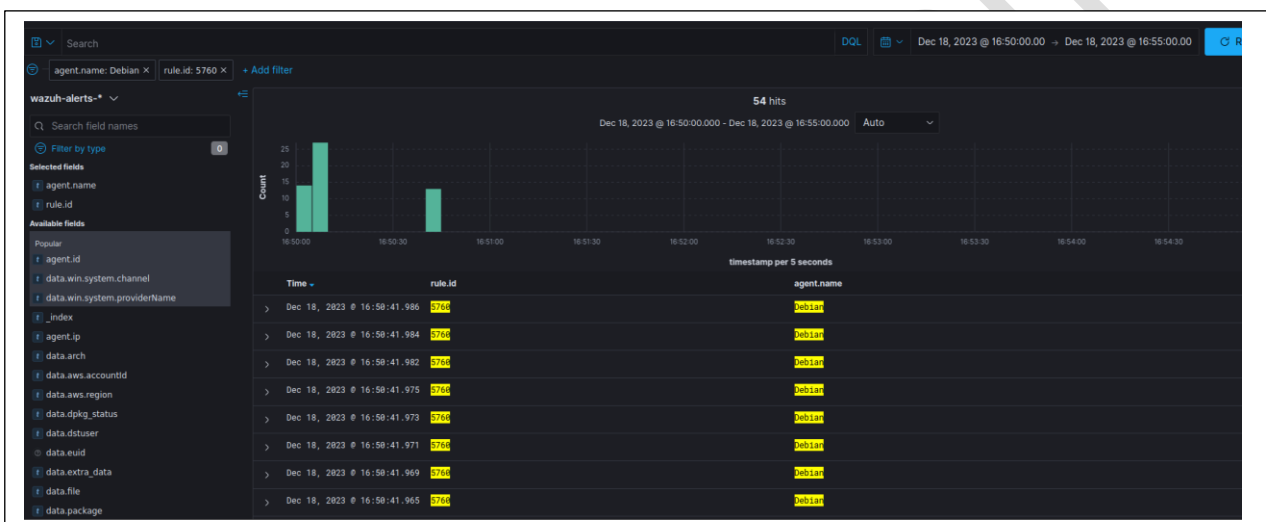 Search DQL Dec 18, 2023 @ 16:50:00.00 → Dec 18, 2023 @ 16:55:00.00 R
agent.name: Debian × rule.id: 5760 × + Add filter
wazuh-alerts-*
Search field names
Filter by type 0
Selected fields
t agent.name
t rule.id
Available fields
Popular
t agent.id
t data.win.system.channel
t data.win.system.providerName
t _index
t agent.ip
t data.arch
t data.aws.accountId
t data.aws.region
t data.dpkg_status
t data.dstuser
data.euid
t data.extra_data
t data.file
t data.package
54 hits
Dec 18, 2023 @ 16:50:00.000 - Dec 18, 2023 @ 16:55:00.000 Auto
Count
25
20
15
10
5
0
16:50:00 16:50:30 16:51:00 16:51:30 16:52:00 16:52:30 16:53:00 16:53:30 16:54:00 16:54:30
timestamp per 5 seconds
Time rule.id agent.name
Dec 18, 2023 @ 16:50:41.986 5760 Debian
Dec 18, 2023 @ 16:50:41.984 5760 Debian
Dec 18, 2023 @ 16:50:41.982 5760 Debian
Dec 18, 2023 @ 16:50:41.975 5760 Debian
Dec 18, 2023 @ 16:50:41.973 5760 Debian
Dec 18, 2023 @ 16:50:41.971 5760 Debian
Dec 18, 2023 @ 16:50:41.969 5760 Debian
Dec 18, 2023 @ 16:50:41.965 5760 Debian